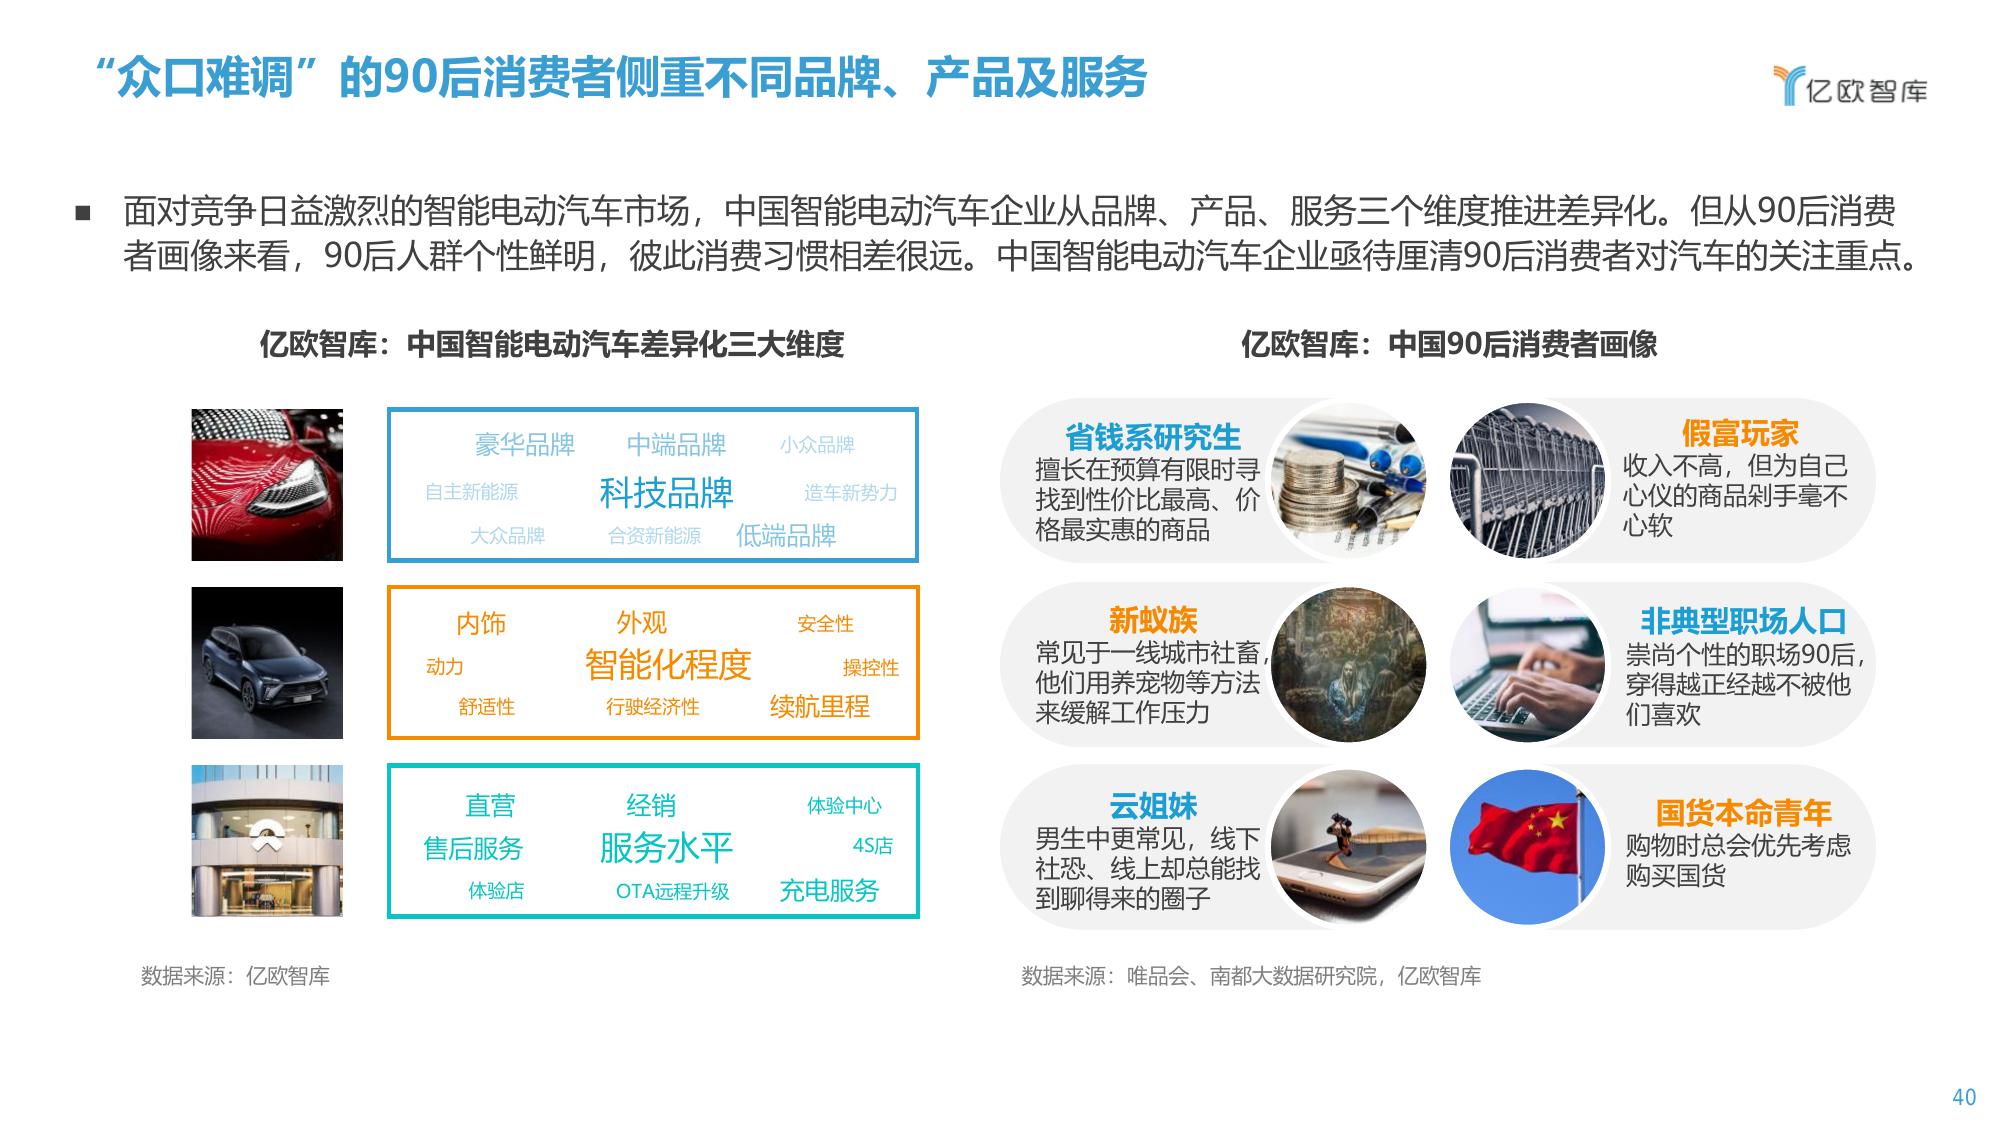 “众口难调”的90后消费者侧重不同品牌、产品及服务
亿欧智库
■ 面对竞争日益激烈的智能电动汽车市场，中国智能电动汽车企业从品牌、产品、服务三个维度推进差异化。但从90后消费
者画像来看，90后人群个性鲜明，彼此消费习惯相差很远。中国智能电动汽车企业亟待厘清90后消费者对汽车的关注重点。
亿欧智库：中国智能电动汽车差异化三大维度
豪华品牌 中端品牌 小众品牌
自主新能源 科技品牌 造车新势力
大众品牌 合资新能源 低端品牌
内饰 外观 安全性
动力 智能化程度 操控性
舒适性 行驶经济性 续航里程
直营 经销 体验中心
售后服务 服务水平 4S店
体验店 OTA远程升级 充电服务
数据来源：亿欧智库
亿欧智库：中国90后消费者画像
省钱系研究生
擅长在预算有限时寻
找到性价比最高、价
格最实惠的商品
假富玩家
收入不高，但为自己
心仪的商品剁手毫不
心软
新蚁族
常见于一线城市社畜，
他们用养宠物等方法
来缓解工作压力
非典型职场人口
崇尚个性的职场90后，
穿得越正经越不被他
们喜欢
云姐妹
男生中更常见，线下
社恐、线上却总能找
到聊得来的圈子
国货本命青年
购物时总会优先考虑
购买国货
数据来源：唯品会、南都大数据研究院，亿欧智库
40